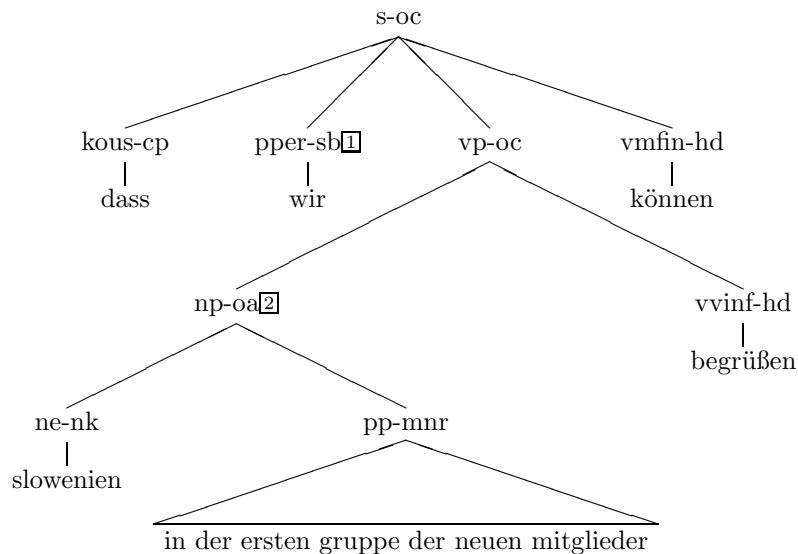 s-oc
kous-cp pper-sb1 vp-oc vmfin-hd
dass wir können
np-oa2 vvinf-hd
begrüßen
ne-nk pp-mnr
slowenien
in der ersten gruppe der neuen mitglieder